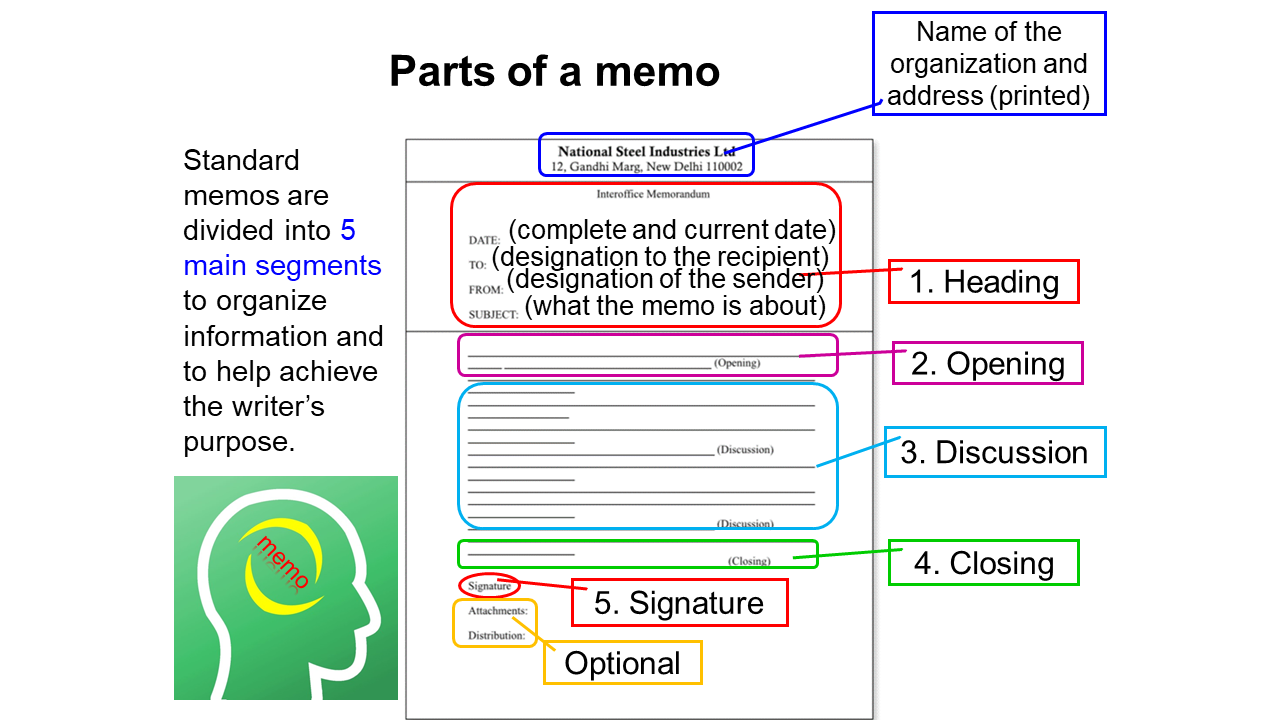 Parts of a memo
Name of the
organization and
address (printed)
Standard
memos are
divided into 5
main segments
to organize
information and
to help achieve
the writer’s
purpose.
memo
National Steel Industries Ltd
12, Gandhi Marg, New Delhi 110002
Interoffice Memorandum
DATE: (complete and current date)
TO: (designation to the recipient)
FROM: (designation of the sender)
SUBJECT: (what the memo is about)
1. Heading
(Opening)
2. Opening
(Discussion)
3. Discussion
(Discussion)
(Closing)
4. Closing
Signature
5. Signature
Attachments:
Distribution:
Optional